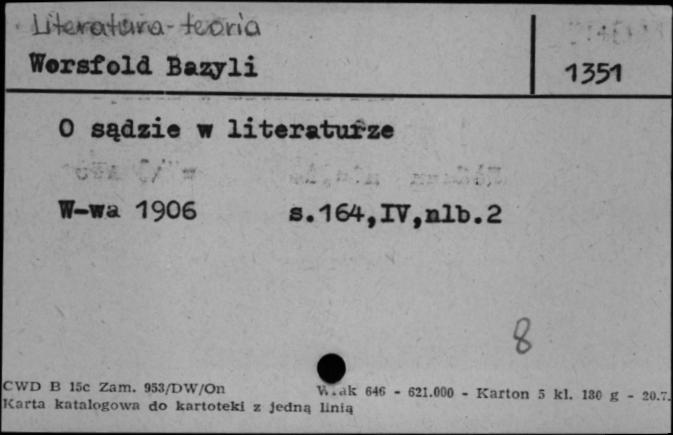 Literatura-teoria
Worsfold Bazyli
1351
O sądzie w literaturze
W-wa 1906 s.164,IV,nlb.2
8
CWD B 15c Zam. 953/DW/On W.ak 646 - 621.000 - Karton 5 kl. 180 g - 20.7.
Karta katalogowa do kartoteki z jedną linią